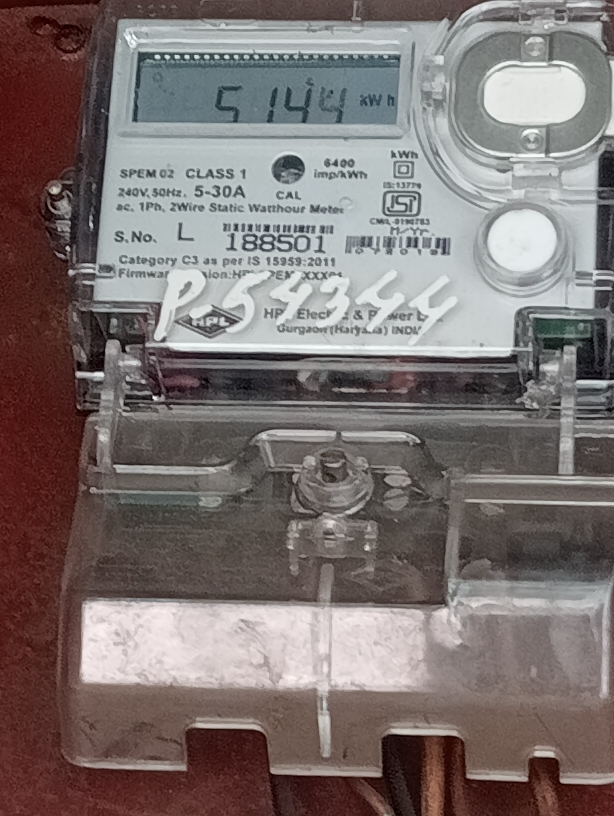 5144 kWh
6400
imp/kWh
kWh
SPEM 02 CLASS 1
240V, 50Hz. 5-30A
CAL
IS:13779
ac, 1Ph, 2Wire Static Watthour Meter
S.No. L 188501
M/Yr.
Category C3 as per IS 15959:2011
P.54344
HPL
Gurgaon (Haryana) INDIA